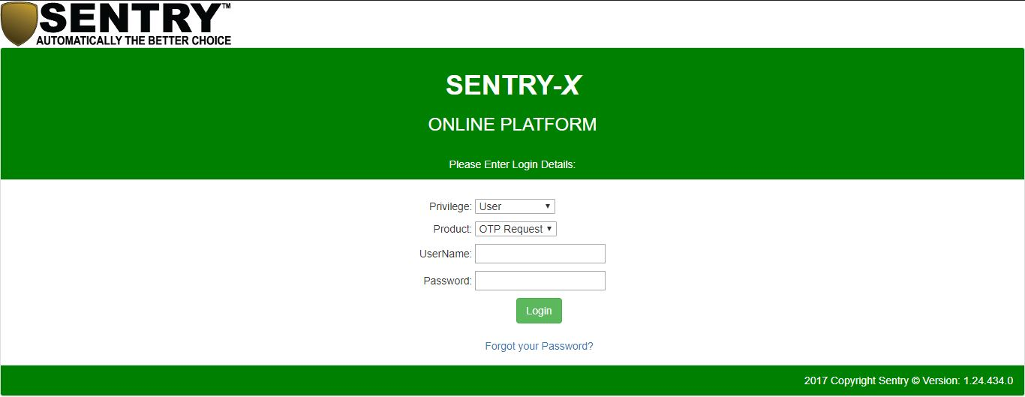 SENTRY™
AUTOMATICALLY THE BETTER CHOICE
SENTRY-X
ONLINE PLATFORM
Please Enter Login Details:
Privilege: User
Product: OTP Request
UserName:
Password:
Login
Forgot your Password?
2017 Copyright Sentry © Version: 1.24.434.0